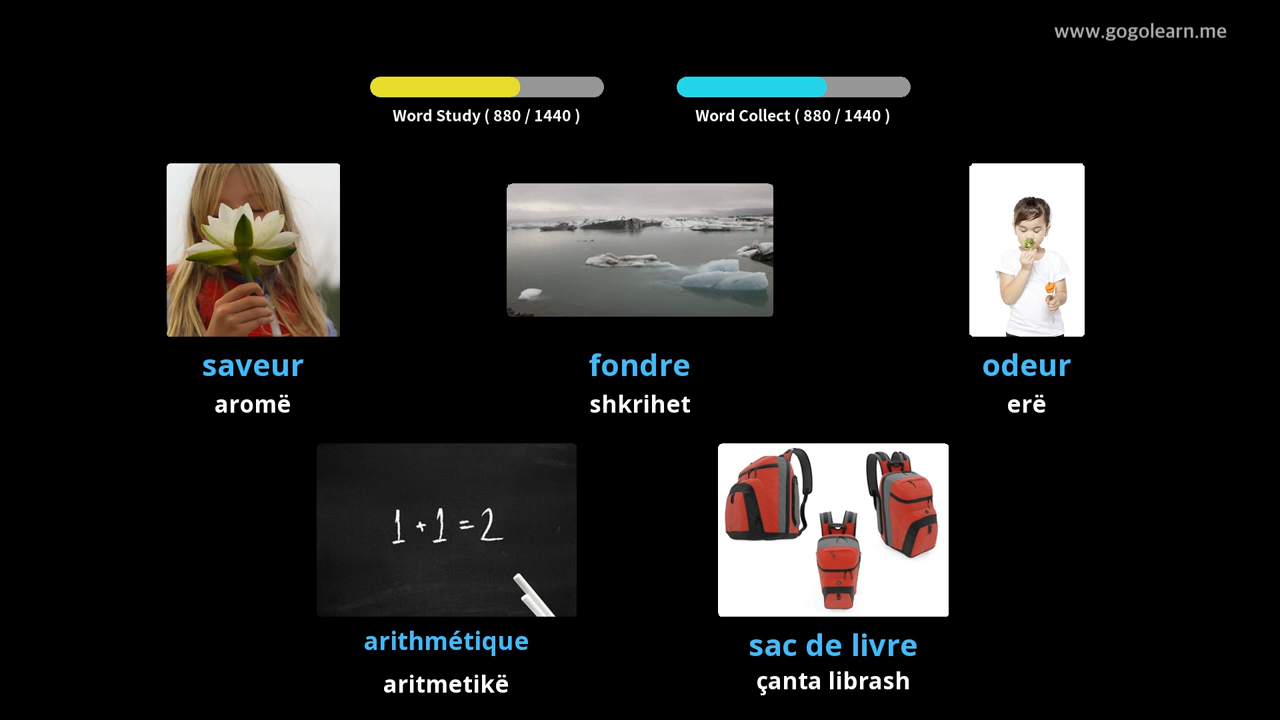 www.gogolearn.me
Word Study ( 880 / 1440 )
Word Collect ( 880 / 1440 )
saveur
aromë
fondre
shkrihet
odeur
erë
1 + 1 = 2
arithmétique
aritmetikë
sac de livre
çanta librash